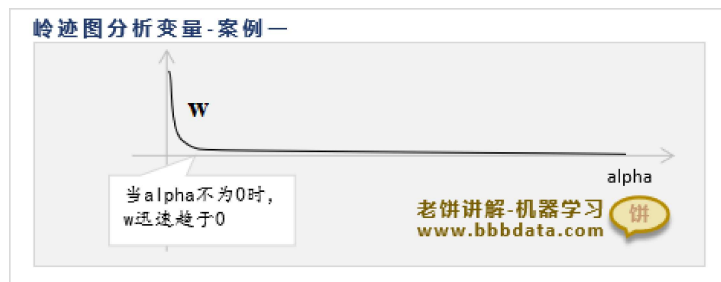 岭迹图分析变量-案例一
w
alpha
当alpha不为0时，
w迅速趋于0
老饼讲解-机器学习
www.bbbdata.com
饼